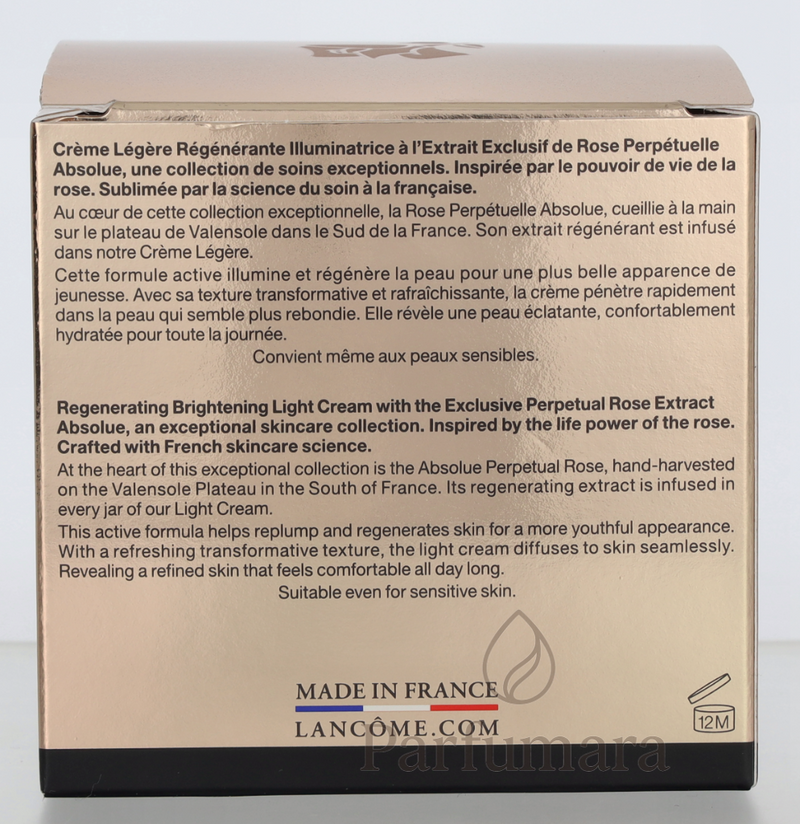 Crème Légère Régénérante Illuminatrice à l'Extrait Exclusif de Rose Perpétuelle
Absolue, une collection de soins exceptionnels. Inspirée par le pouvoir de vie de la
rose. Sublimée par la science du soin à la française.
Au cœur de cette collection exceptionnelle, la Rose Perpétuelle Absolue, cueillie à la main
sur le plateau de Valensole dans le Sud de la France. Son extrait régénérant est infusé
dans notre Crème Légère.
Cette formule active illumine et régénère la peau pour une plus belle apparence de
jeunesse. Avec sa texture transformative et rafraîchissante, la crème pénètre rapidement
dans la peau qui semble plus rebondie. Elle révèle une peau éclatante, confortablement
hydratée pour toute la journée.
Convient même aux peaux sensibles.
Regenerating Brightening Light Cream with the Exclusive Perpetual Rose Extract
Absolue, an exceptional skincare collection. Inspired by the life power of the rose.
Crafted with French skincare science.
At the heart of this exceptional collection is the Absolue Perpetual Rose, hand-harvested
on the Valensole Plateau in the South of France. Its regenerating extract is infused in
every jar of our Light Cream.
This active formula helps replump and regenerates skin for a more youthful appearance.
With a refreshing transformative texture, the light cream diffuses to skin seamlessly.
Revealing a refined skin that feels comfortable all day long.
Suitable even for sensitive skin.
MADE IN FRANCE
LANCÔME.COM
12M
Parfumara